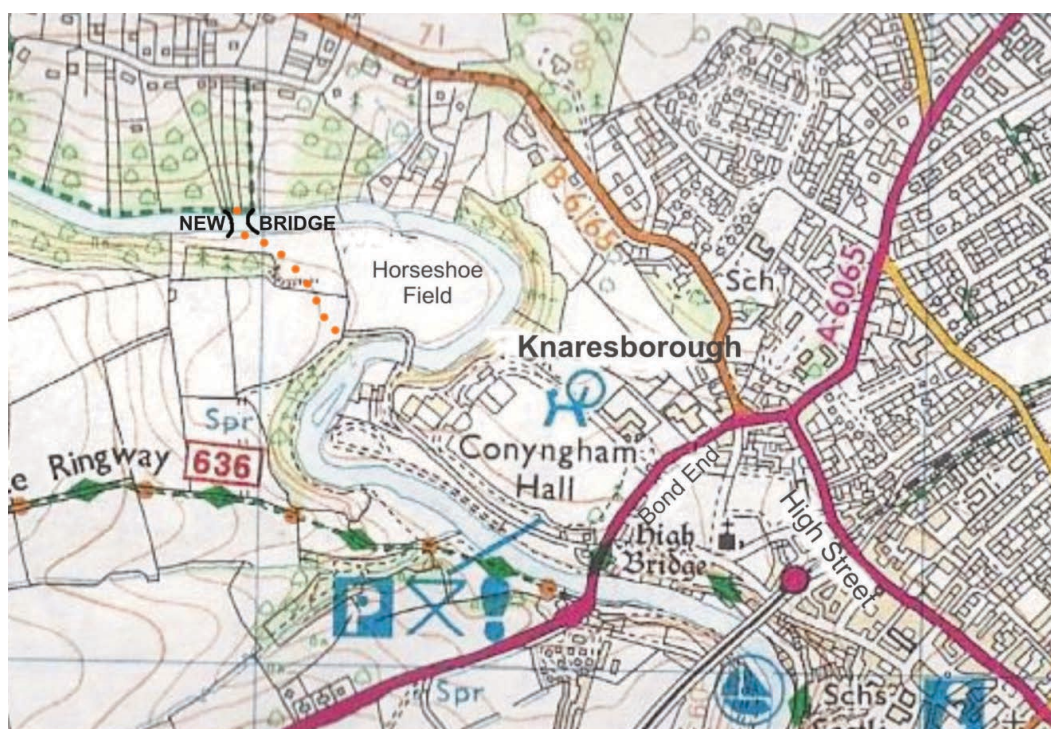 71
80
B 6165
NEW
BRIDGE
Horseshoe
Field
Sch
A 6065
Knaresborough
Spr
Conyngham
Hall
e Ringway
636
Bond End
High
Bridge
High Street
P
Spr
Schs